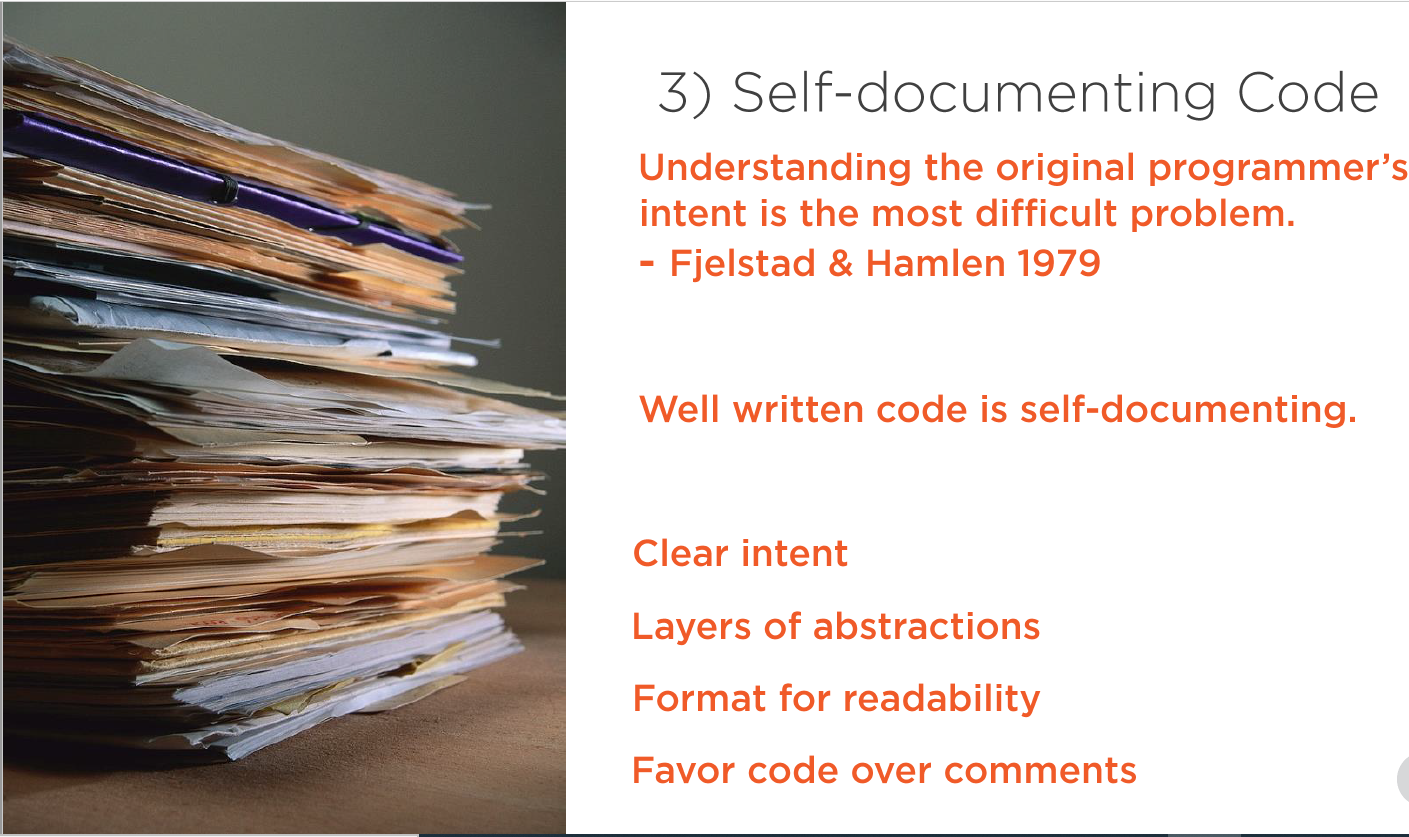 3) Self-documenting Code
Understanding the original programmer's
intent is the most difficult problem.
- Fjelstad & Hamlen 1979
Well written code is self-documenting.
Clear intent
Layers of abstractions
Format for readability
Favor code over comments